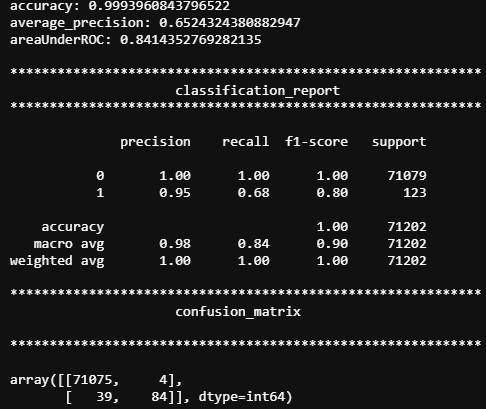 accuracy: 0.9993960843796522
average_precision: 0.6524324380882947
areaUnderROC: 0.8414352769282135
************************************************************
classification_report
************************************************************
precision    recall  f1-score   support
0       1.00      1.00      1.00     71079
1       0.95      0.68      0.80       123
accuracy                           1.00     71202
macro avg       0.98      0.84      0.90     71202
weighted avg       1.00      1.00      1.00     71202
************************************************************
confusion_matrix
************************************************************
array([[71075,     4],
[   39,    84]], dtype=int64)